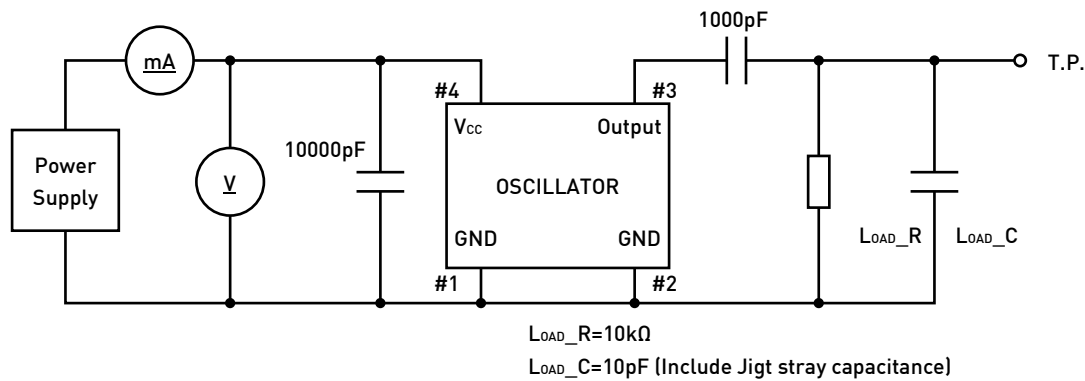 1000pF
mA
T.P.
#4
#3
Vcc
Output
10000pF
Power
Supply
V
OSCILLATOR
GND
GND
LOAD_R
LOAD_C
#1
#2
LOAD_R=10kΩ
LOAD_C=10pF (Include Jigt stray capacitance)